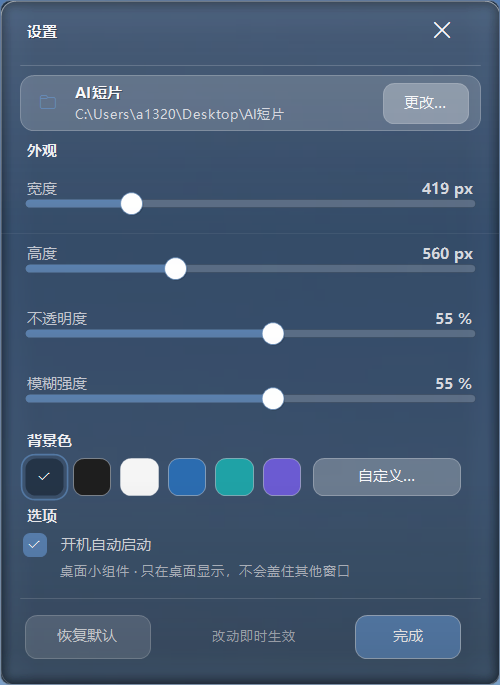 设置
AI短片
C:\Users\a1320\Desktop\AI短片
更改...
外观
宽度 419 px
高度 560 px
不透明度 55 %
模糊强度 55 %
背景色
自定义...
选项
开机自动启动
桌面小组件 · 只在桌面显示，不会盖住其他窗口
恢复默认 改动即时生效 完成